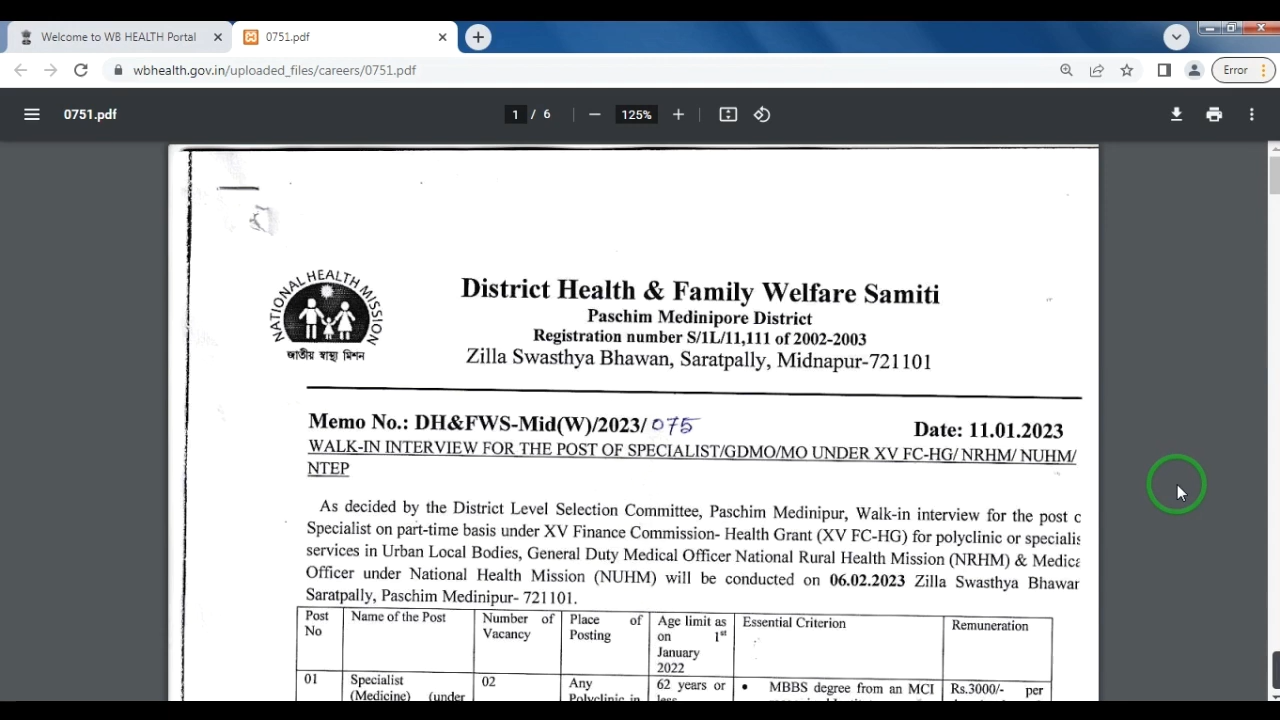 Welcome to WB HEALTH Portal
0751.pdf
wbhealth.gov.in/uploaded_files/careers/0751.pdf
Error
0751.pdf
1 / 6
125%
NATIONAL HEALTH MISSION
জাতীয় স্বাস্থ্য মিশন
District Health & Family Welfare Samiti
Paschim Medinipore District
Registration number S/1L/11,111 of 2002-2003
Zilla Swasthya Bhawan, Saratpally, Midnapur-721101
Memo No.: DH&FWS-Mid(W)/2023/075
Date: 11.01.2023
WALK-IN INTERVIEW FOR THE POST OF SPECIALIST/GDMO/MO UNDER XV FC-HG/ NRHM/ NUHM/
NTEP
As decided by the District Level Selection Committee, Paschim Medinipur, Walk-in interview for the post
Specialist on part-time basis under XV Finance Commission- Health Grant (XV FC-HG) for polyclinic or specialis
services in Urban Local Bodies, General Duty Medical Officer National Rural Health Mission (NRHM) & Medica
Officer under National Health Mission (NUHM) will be conducted on 06.02.2023 Zilla Swasthya Bhawan
Saratpally, Paschim Medinipur- 721101.
Post No
Name of the Post
Number of Vacancy
Place of Posting
Age limit as on 1st January 2022
Essential Criterion
Remuneration
01
Specialist (Medicine) (under
02
Any Polyclinic in
62 years or less
• MBBS degree from an MCI
Rs.3000/- per